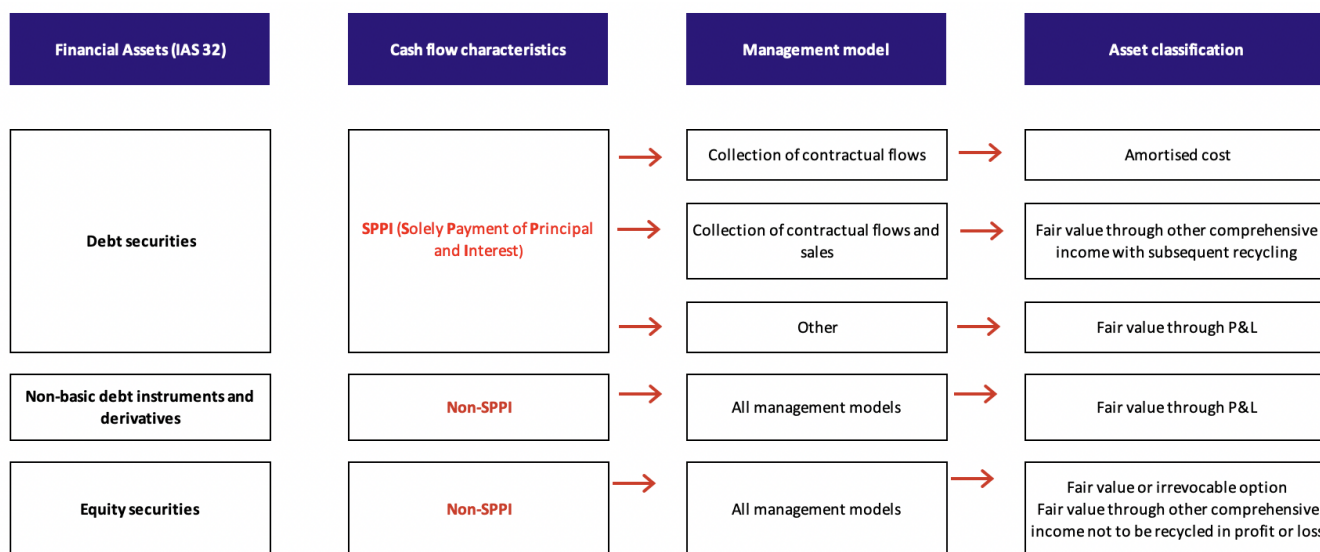 Financial Assets (IAS 32)
Cash flow characteristics
Management model
Asset classification
Debt securities
SPPI (Solely Payment of Principal
and Interest)
Collection of contractual flows
Amortised cost
Collection of contractual flows and
sales
Fair value through other comprehensive
income with subsequent recycling
Other
Fair value through P&L
Non-basic debt instruments and
derivatives
Non-SPPI
All management models
Fair value through P&L
Equity securities
Non-SPPI
All management models
Fair value or irrevocable option
Fair value through other comprehensive
income not to be recycled in profit or loss